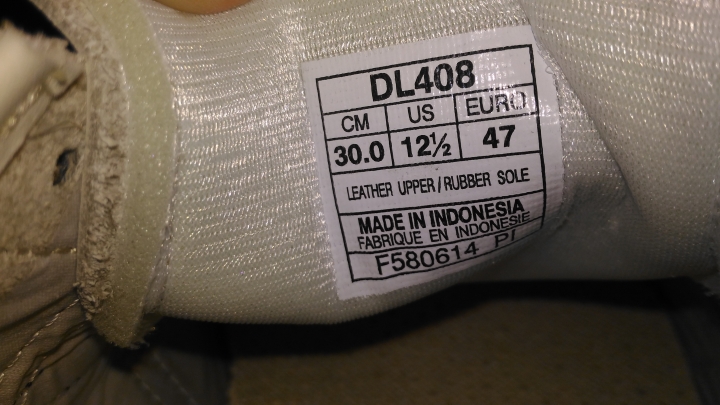 DL408
CM US EURO
30.0 12½ 47
LEATHER UPPER / RUBBER SOLE
MADE IN INDONESIA
FABRIQUE EN INDONESIE
F580614 PI